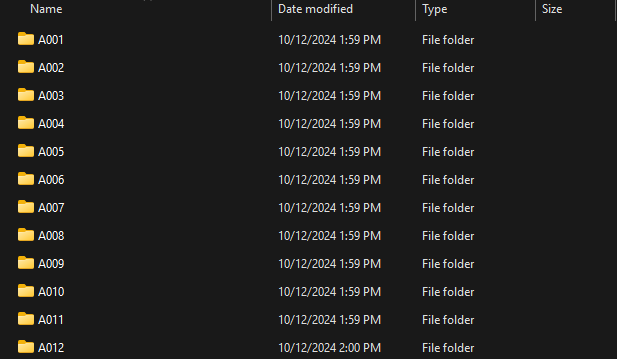 Name Date modified Type Size
A001 10/12/2024 1:59 PM File folder
A002 10/12/2024 1:59 PM File folder
A003 10/12/2024 1:59 PM File folder
A004 10/12/2024 1:59 PM File folder
A005 10/12/2024 1:59 PM File folder
A006 10/12/2024 1:59 PM File folder
A007 10/12/2024 1:59 PM File folder
A008 10/12/2024 1:59 PM File folder
A009 10/12/2024 1:59 PM File folder
A010 10/12/2024 1:59 PM File folder
A011 10/12/2024 1:59 PM File folder
A012 10/12/2024 2:00 PM File folder